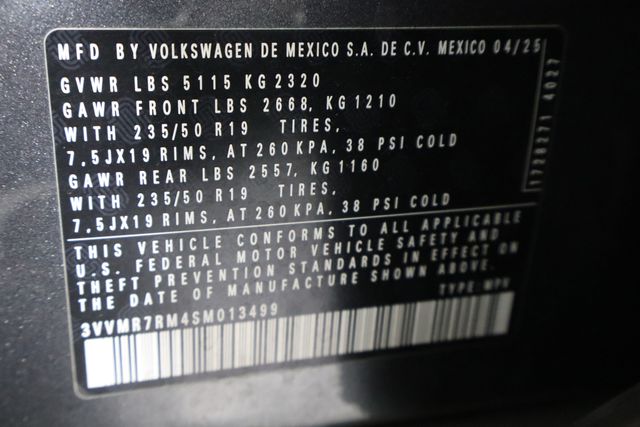 MFD BY VOLKSWAGEN DE MEXICO S.A. DE C.V. MEXICO 04/25
GVWR LBS 5115 KG 2320
GAWR FRONT LBS 2668, KG 1210
WITH 235/50 R19 TIRES,
7,5JX19 RIMS, AT 260 KPA, 38 PSI COLD
GAWR REAR LBS 2557, KG 1160
WITH 235/50 R19 TIRES,
7,5JX19 RIMS, AT 260 KPA, 38 PSI COLD
THIS VEHICLE CONFORMS TO ALL APPLICABLE
U.S. FEDERAL MOTOR VEHICLE SAFETY AND
THEFT PREVENTION STANDARDS IN EFFECT ON
THE DATE OF MANUFACTURE SHOWN ABOVE.
TYPE MPV
3VVMR7RM4SM013499
1728271 4027